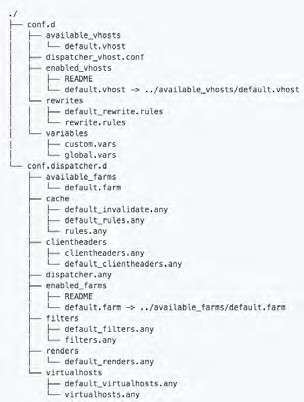 ./
├── conf.d
│   ├── available_vhosts
│   │   └── default.vhost
│   ├── dispatcher_vhost.conf
│   ├── enabled_vhosts
│   │   ├── README
│   │   └── default.vhost -> ../available_vhosts/default.vhost
│   ├── rewrites
│   │   ├── default_rewrite.rules
│   │   └── rewrite.rules
│   └── variables
│       ├── custom.vars
│       └── global.vars
└── conf.dispatcher.d
    ├── available_farms
    │   └── default.farm
    ├── cache
    │   ├── default_invalidate.any
    │   ├── default_rules.any
    │   └── rules.any
    ├── clientheaders
    │   ├── clientheaders.any
    │   └── default_clientheaders.any
    ├── dispatcher.any
    ├── enabled_farms
    │   ├── README
    │   └── default.farm -> ../available_farms/default.farm
    ├── filters
    │   ├── default_filters.any
    │   └── filters.any
    ├── renders
    │   └── default_renders.any
    └── virtualhosts
        ├── default_virtualhosts.any
        └── virtualhosts.any